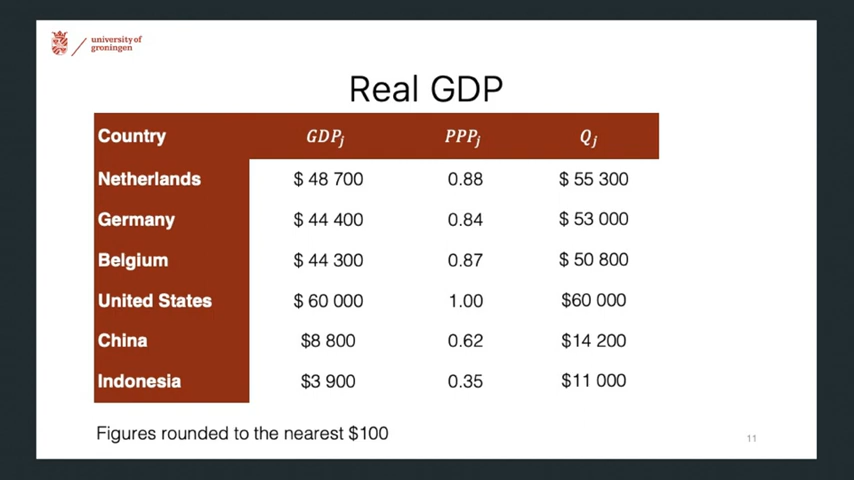 university of
groningen
Real GDP
Country GDPj PPPj Qj
Netherlands $ 48 700 0.88 $ 55 300
Germany $ 44 400 0.84 $ 53 000
Belgium $ 44 300 0.87 $ 50 800
United States $ 60 000 1.00 $60 000
China $8 800 0.62 $14 200
Indonesia $3 900 0.35 $11 000
Figures rounded to the nearest $100
11